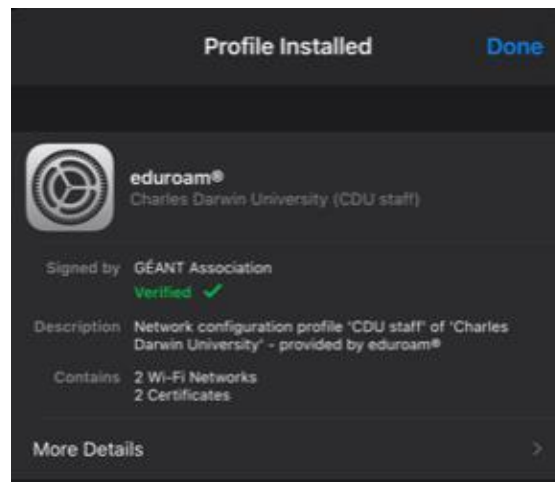 Profile Installed Done
eduroam®
Charles Darwin University (CDU staff)
Signed by GÉANT Association
Verified ✓
Description Network configuration profile 'CDU staff' of 'Charles
Darwin University' - provided by eduroam®
Contains 2 Wi-Fi Networks
2 Certificates
More Details